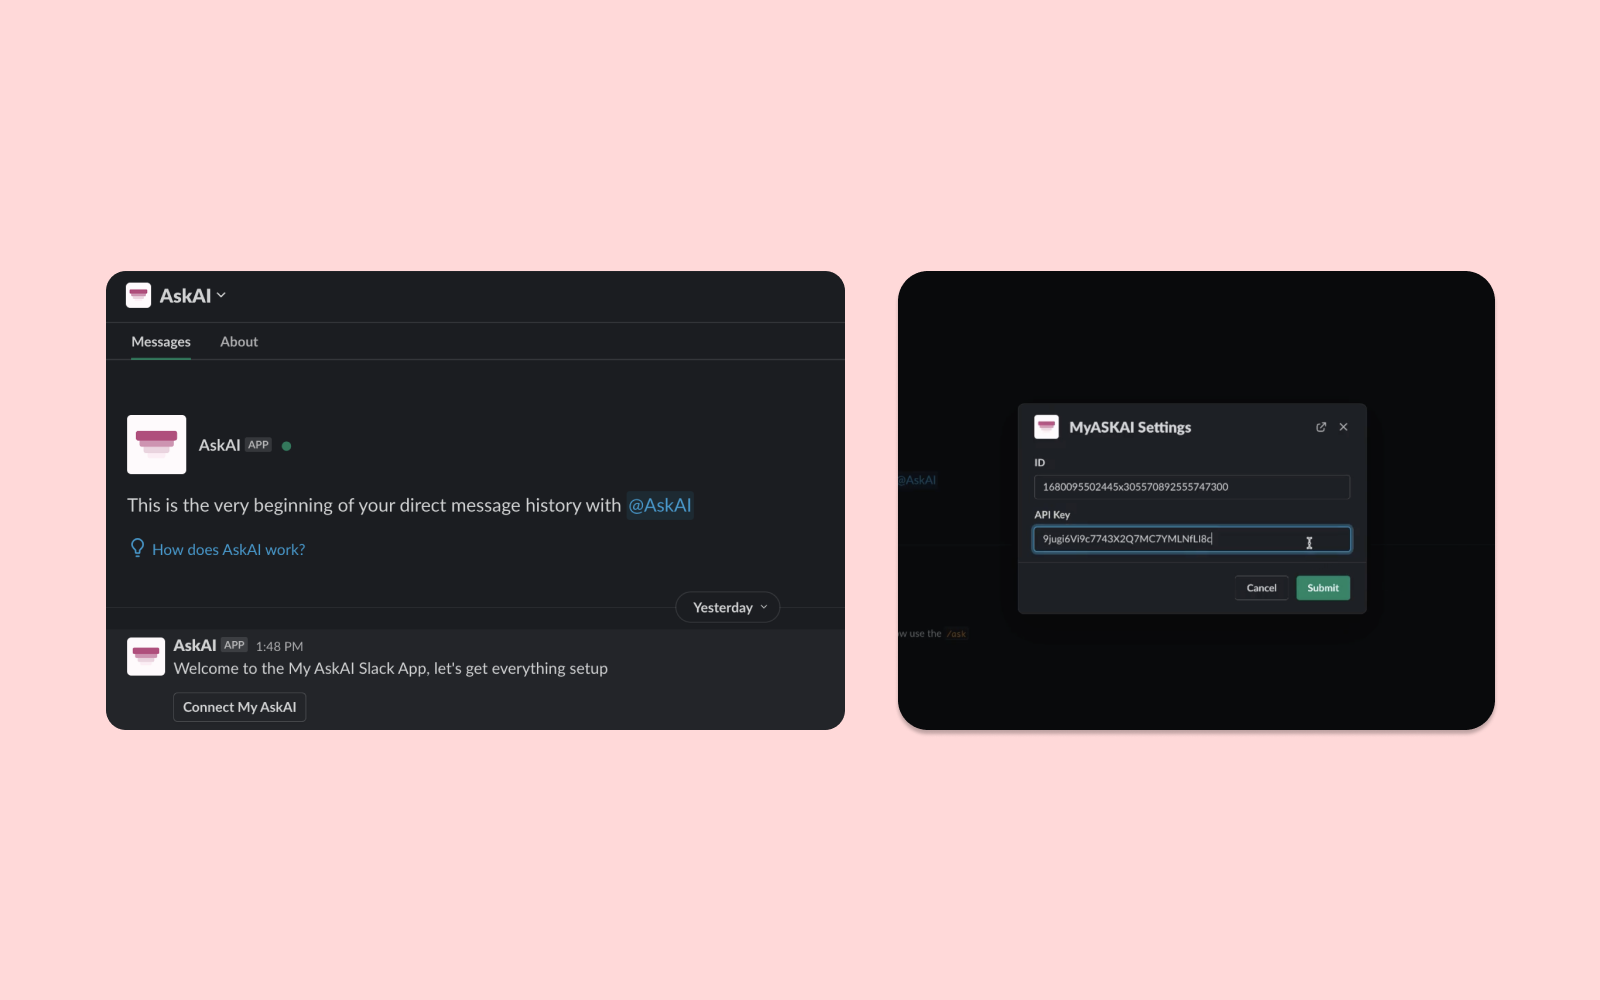 AskAI
Messages About
AskAI APP
This is the very beginning of your direct message history with @AskAI
How does AskAI work?
Yesterday
AskAI APP 1:48 PM
Welcome to the My AskAI Slack App, let's get everything setup
Connect My AskAI
MyASKAI Settings
ID
1680095502445x305570892555747300
API Key
9jugi6Vi9c7743X2Q7MC7YMLNfLI8c
Cancel Submit
@AskAI
ow use the /ask